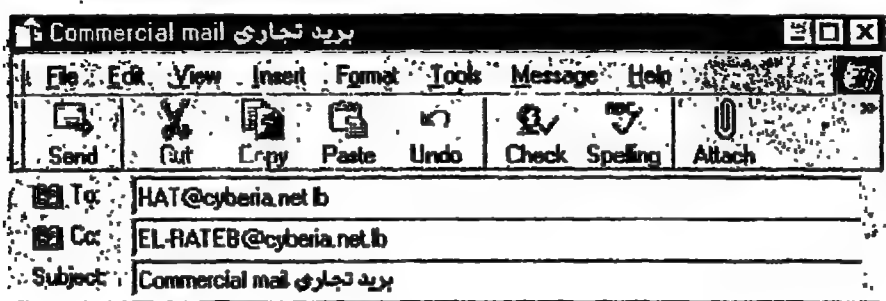 Commercial mail بريد تجاري
File Edit View Insert Format Tools Message Help
Send Cut Copy Paste Undo Check Spelling Attach
To: HAT@cyberia.net.lb
Cc: EL-RATEB@cyberia.net.lb
Subject: Commercial mail بريد تجاري